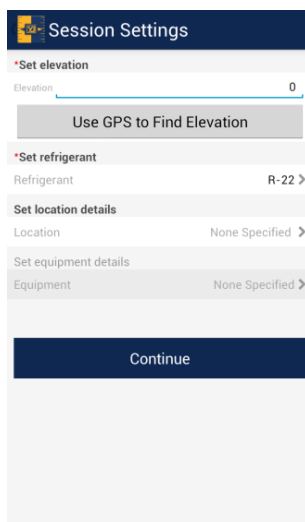 Session Settings
*Set elevation
Elevation 0
Use GPS to Find Elevation
*Set refrigerant
Refrigerant R-22
Set location details
Location None Specified
Set equipment details
Equipment None Specified
Continue